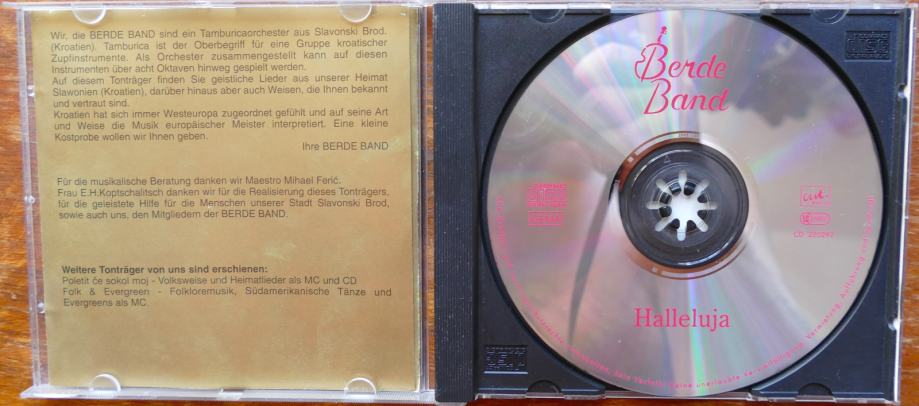 Wir, die BERDE BAND sind ein Tamburicaorchester aus Slavonski Brod.
(Kroatien). Tamburica ist der Oberbegriff für eine Gruppe kroatischer
Zupfinstrumente. Als Orchester zusammengestellt kann auf diesen
Instrumenten über acht Oktaven hinweg gespielt werden.
Auf diesem Tonträger finden Sie geistliche Lieder aus unserer Heimat
Slawonien (Kroatien), darüber hinaus aber auch Weisen, die Ihnen bekannt
und vertraut sind.
Kroatien hat sich immer Westeuropa zugeordnet gefühlt und auf seine Art
und Weise die Musik europäischer Meister interpretiert. Eine kleine
Kostprobe wollen wir Ihnen geben.
Ihre BERDE BAND
Für die musikalische Beratung danken wir Maestro Mihael Ferić.
Frau E.H.Koptschalitsch danken wir für die Realisierung dieses Tonträgers,
für die geleistete Hilfe für die Menschen unserer Stadt Slavonski Brod,
sowie auch uns, den Mitgliedern der BERDE BAND.
Weitere Tonträger von uns sind erschienen:
Poletit će sokol moj - Volksweise und Heimatlieder als MC und CD
Folk & Evergreen - Folkloremusik, Südamerikanische Tänze und
Evergreens als MC.
Berde
Band
CD
Halleluja
keine unerlaubte Vervielfältigung, Vermietung, Aufführung und Sendung!